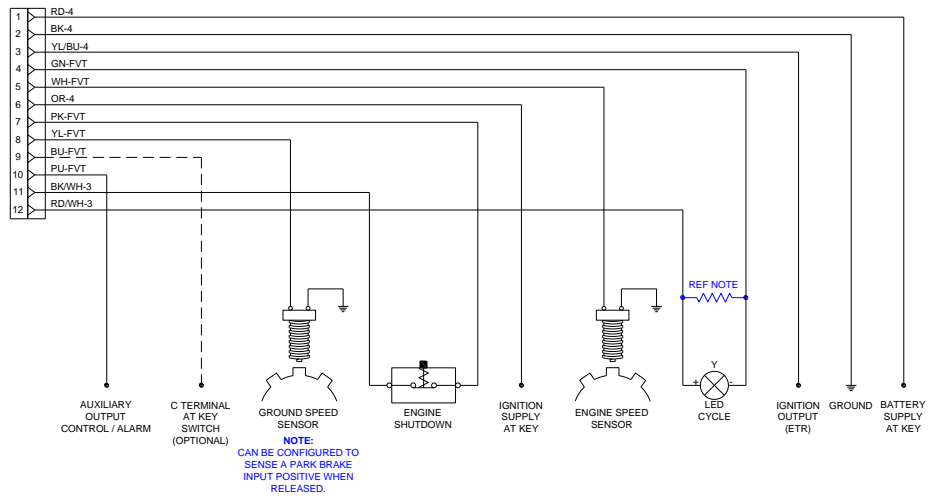 1 RD-4
2 BK-4
3 YL/BU-4
4 GN-FVT
5 WH-FVT
6 OR-4
7 PK-FVT
8 YL-FVT
9 BU-FVT
10 PU-FVT
11 BK/WH-3
12 RD/WH-3
REF NOTE
Y
+ -
AUXILIARY
OUTPUT
CONTROL / ALARM
C TERMINAL
AT KEY
SWITCH
(OPTIONAL)
GROUND SPEED
SENSOR
NOTE:
CAN BE CONFIGURED TO
SENSE A PARK BRAKE
INPUT POSITIVE WHEN
RELEASED.
ENGINE
SHUTDOWN
IGNITION
SUPPLY
AT KEY
ENGINE SPEED
SENSOR
LED
CYCLE
IGNITION
OUTPUT
(ETR)
GROUND
BATTERY
SUPPLY
AT KEY